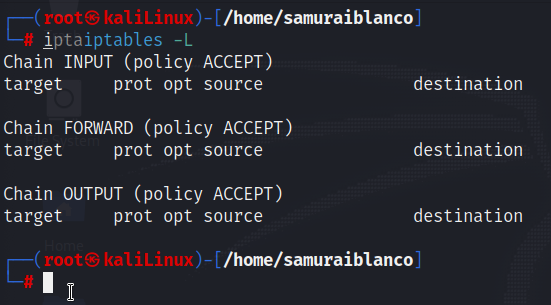 ┌──(root㉿kaliLinux)-[/home/samuraiblanco]
└─# iptaiptables -L
Chain INPUT (policy ACCEPT)
target     prot opt source               destination

Chain FORWARD (policy ACCEPT)
target     prot opt source               destination

Chain OUTPUT (policy ACCEPT)
target     prot opt source               destination

┌──(root㉿kaliLinux)-[/home/samuraiblanco]
└─#
Home